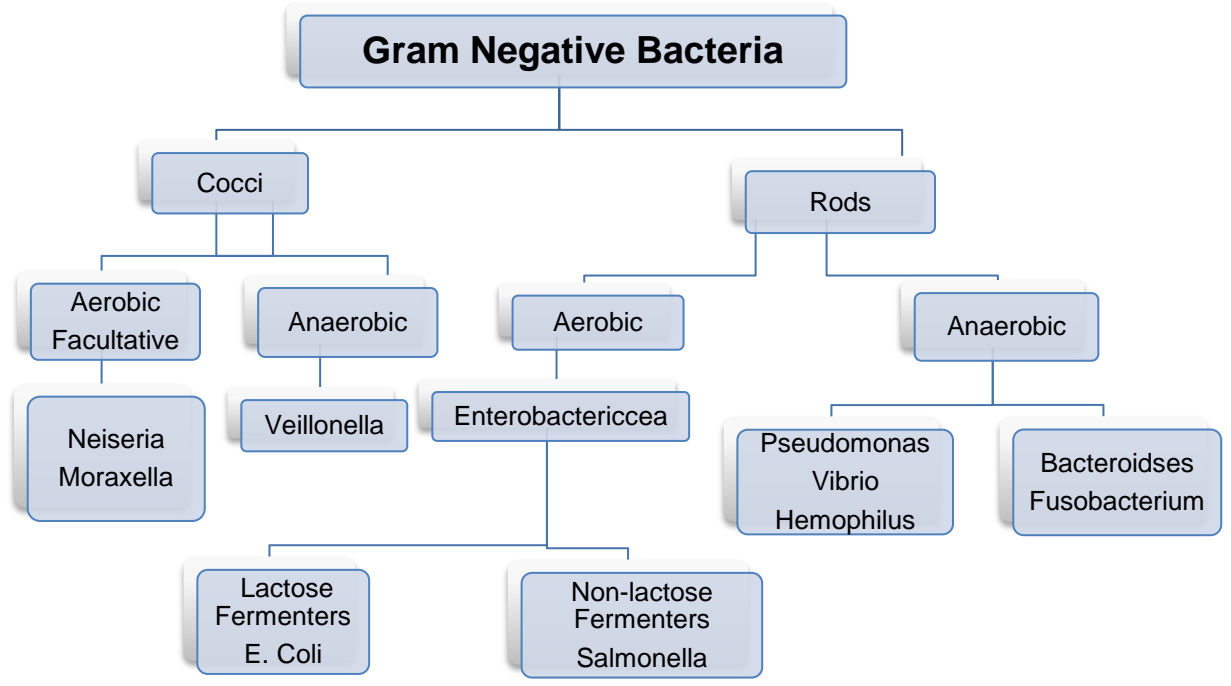 Gram Negative Bacteria
Cocci
Rods
Aerobic
Facultative
Anaerobic
Aerobic
Anaerobic
Neiseria
Moraxella
Veillonella
Enterobactericcea
Pseudomonas
Vibrio
Hemophilus
Bacteroidses
Fusobacterium
Lactose
Fermenters
E. Coli
Non-lactose
Fermenters
Salmonella